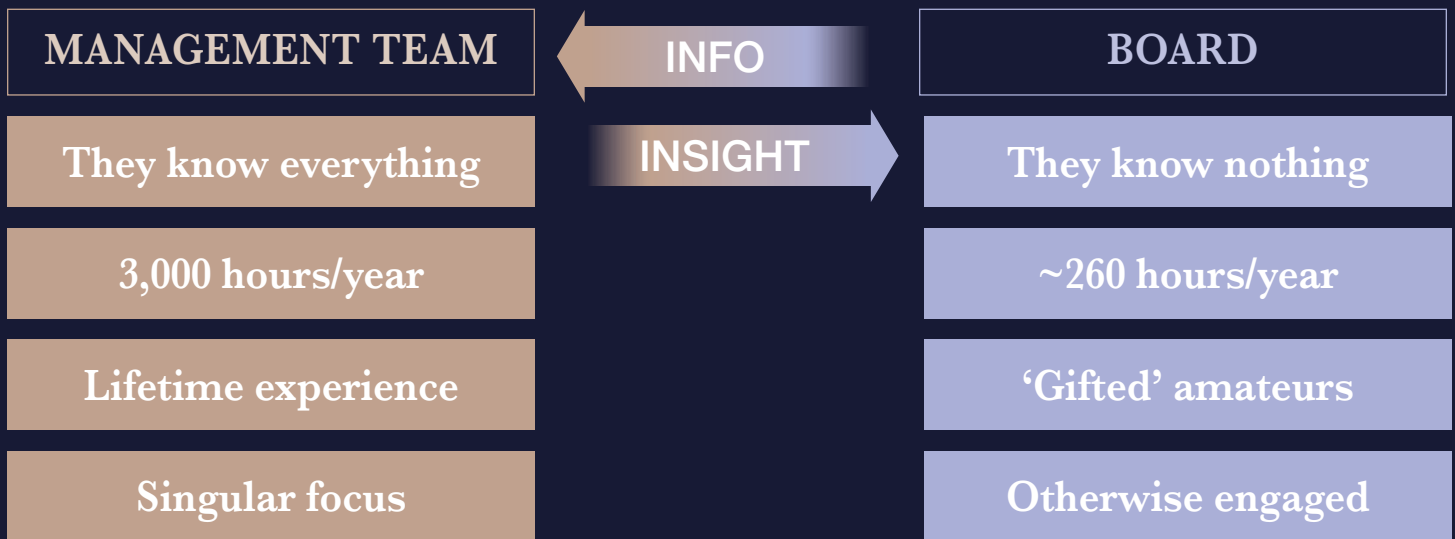 MANAGEMENT TEAM
INFO
BOARD
INSIGHT
They know everything
They know nothing
3,000 hours/year
~260 hours/year
Lifetime experience
‘Gifted’ amateurs
Singular focus
Otherwise engaged